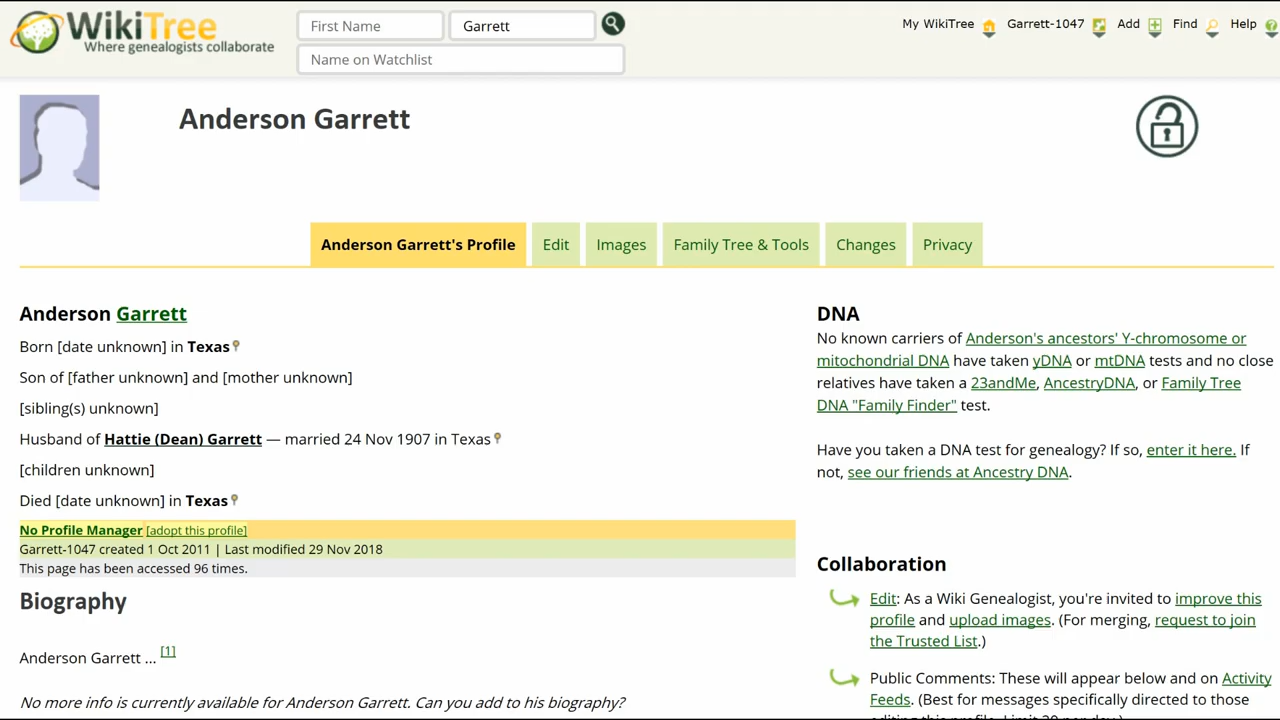 WikiTree
Where genealogists collaborate
First Name
Garrett
Name on Watchlist
My WikiTree
Garrett-1047
Add
Find
Help
Anderson Garrett
Anderson Garrett's Profile
Edit
Images
Family Tree & Tools
Changes
Privacy
Anderson Garrett
Born [date unknown] in Texas
Son of [father unknown] and [mother unknown]
[sibling(s) unknown]
Husband of Hattie (Dean) Garrett — married 24 Nov 1907 in Texas
[children unknown]
Died [date unknown] in Texas
No Profile Manager [adopt this profile]
Garrett-1047 created 1 Oct 2011 | Last modified 29 Nov 2018
This page has been accessed 96 times.
Biography
Anderson Garrett ... [1]
No more info is currently available for Anderson Garrett. Can you add to his biography?
DNA
No known carriers of Anderson's ancestors' Y-chromosome or
mitochondrial DNA have taken yDNA or mtDNA tests and no close
relatives have taken a 23andMe, AncestryDNA, or Family Tree
DNA "Family Finder" test.
Have you taken a DNA test for genealogy? If so, enter it here. If
not, see our friends at Ancestry DNA.
Collaboration
Edit: As a Wiki Genealogist, you're invited to improve this
profile and upload images. (For merging, request to join
the Trusted List.)
Public Comments: These will appear below and on Activity
Feeds. (Best for messages specifically directed to those
editing this profile. Limit 20 per day.)